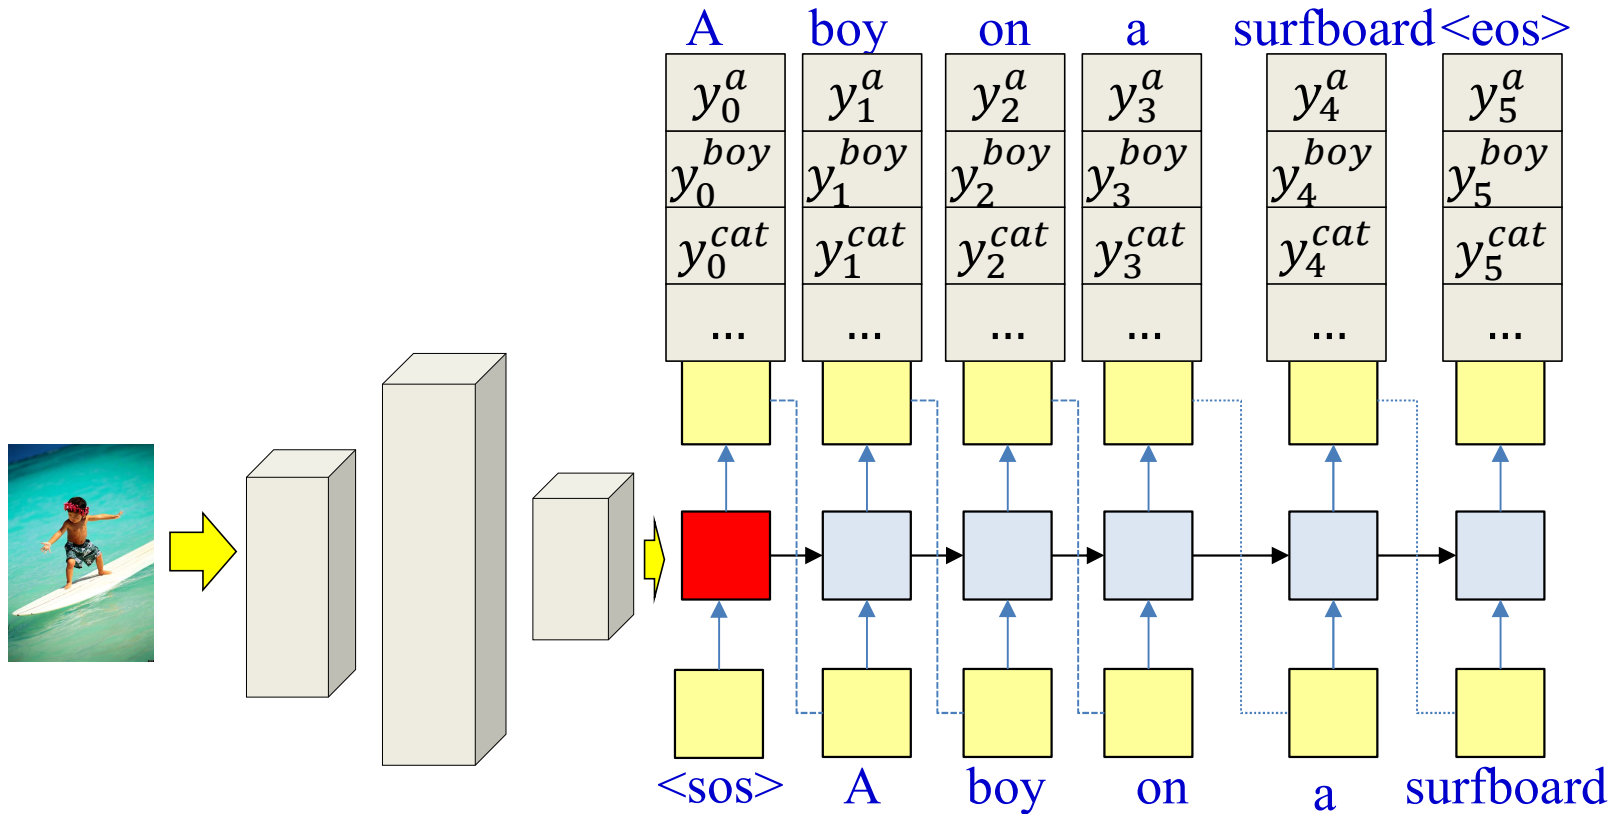 A boy on a surfboard <eos>
y_0^a y_1^a y_2^a y_3^a y_4^a y_5^a
y_0^{boy} y_1^{boy} y_2^{boy} y_3^{boy} y_4^{boy} y_5^{boy}
y_0^{cat} y_1^{cat} y_2^{cat} y_3^{cat} y_4^{cat} y_5^{cat}
... ... ... ... ... ...
<sos> A boy on a surfboard